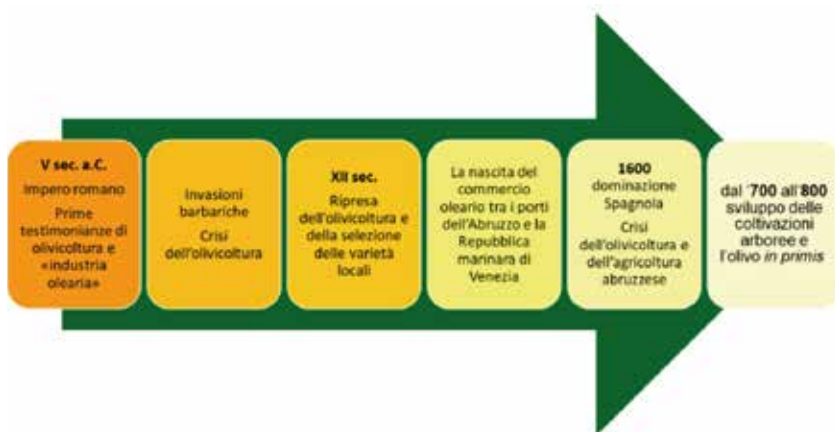 V sec. a.C.
Impero romano
Prime
testimonianze di
olivicoltura e
«industria
olearia»
Invasioni
barbariche
Crisi
dell'olivicoltura
XII sec.
Ripresa
dell'olivicoltura e
della selezione
delle varietà
locali
La nascita del
commercio
oleario tra i porti
dell'Abruzzo e la
Repubblica
marinara di
Venezia
1600
dominazione
Spagnola
Crisi
dell'olivicoltura e
dell'agricoltura
abruzzese
dal '700 all'800
sviluppo delle
coltivazioni
arboree e
l'olivo in primis